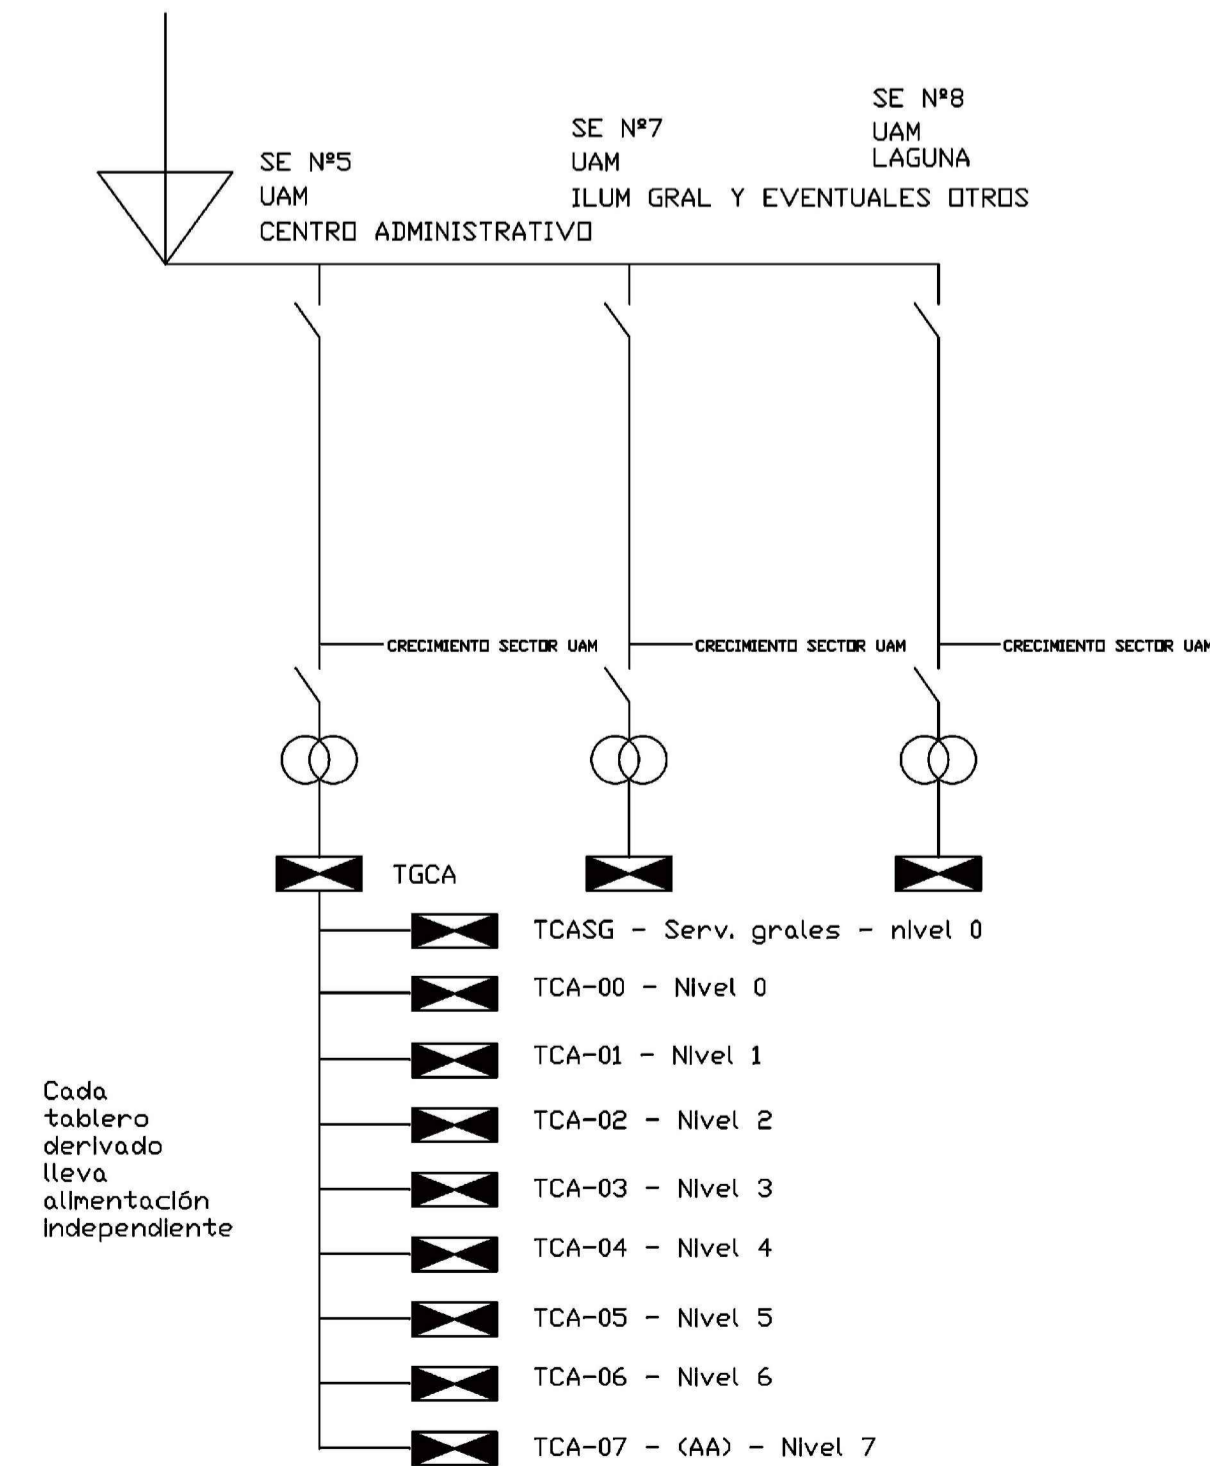 SE Nº5
UAM
CENTRO ADMINISTRATIVO
SE Nº7
UAM
ILUM GRAL Y EVENTUALES OTROS
SE Nº8
UAM
LAGUNA
CRECIMIENTO SECTOR UAM
CRECIMIENTO SECTOR UAM
CRECIMIENTO SECTOR UAM
TGCA
TCASG - Serv. grales - nivel 0
TCA-00 - Nivel 0
TCA-01 - Nivel 1
TCA-02 - Nivel 2
TCA-03 - Nivel 3
TCA-04 - Nivel 4
TCA-05 - Nivel 5
TCA-06 - Nivel 6
TCA-07 - (AA) - Nivel 7
Cada
tablero
derivado
lleva
alimentación
independiente